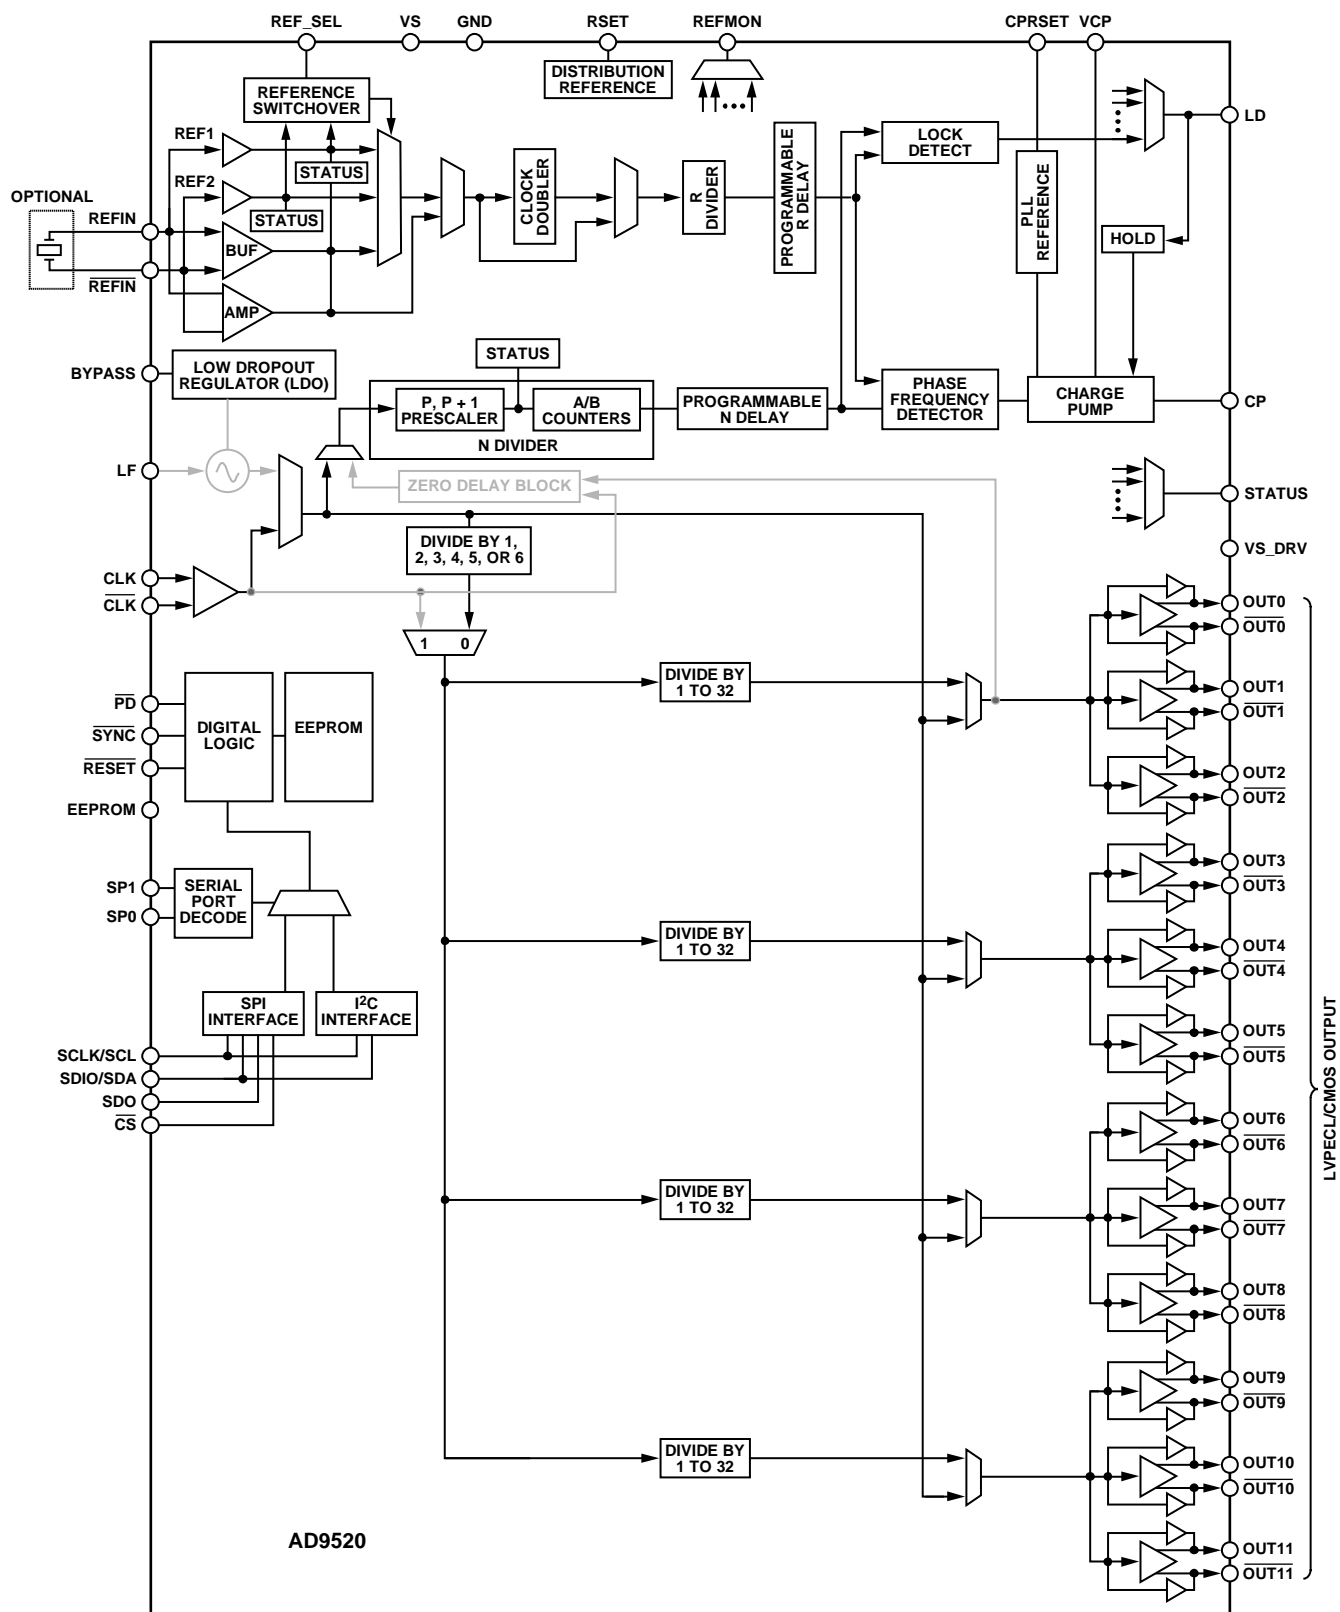 REF_SEL
VS
GND
RSET
REFMON
CPRSET
VCP
REFERENCE
SWITCHOVER
DISTRIBUTION
REFERENCE
LD
REF1
STATUS
REF2
STATUS
OPTIONAL
REFIN
REFIN
BUF
AMP
CLOCK
DOUBLER
R
DIVIDER
PROGRAMMABLE
R DELAY
LOCK
DETECT
PLL
REFERENCE
HOLD
BYPASS
LOW DROPOUT
REGULATOR (LDO)
STATUS
P, P + 1
PRESCALER
A/B
COUNTERS
N DIVIDER
PROGRAMMABLE
N DELAY
PHASE
FREQUENCY
DETECTOR
CHARGE
PUMP
CP
LF
ZERO DELAY BLOCK
STATUS
DIVIDE BY 1,
2, 3, 4, 5, OR 6
VS_DRV
CLK
CLK
1 0
OUT0
OUT0
DIVIDE BY
1 TO 32
OUT1
OUT1
PD
SYNC
RESET
EEPROM
DIGITAL
LOGIC
EEPROM
OUT2
OUT2
SP1
SP0
SERIAL
PORT
DECODE
OUT3
OUT3
DIVIDE BY
1 TO 32
OUT4
OUT4
SPI
INTERFACE
I2C
INTERFACE
OUT5
OUT5
SCLK/SCL
SDIO/SDA
SDO
CS
OUT6
OUT6
DIVIDE BY
1 TO 32
OUT7
OUT7
OUT8
OUT8
OUT9
OUT9
DIVIDE BY
1 TO 32
OUT10
OUT10
OUT11
OUT11
LVPECL/CMOS OUTPUT
AD9520